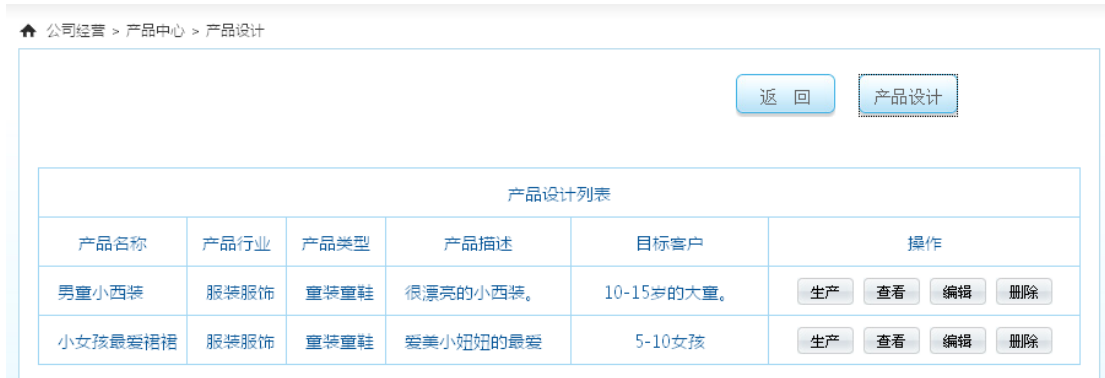 公司经营 > 产品中心 > 产品设计
返 回 产品设计
产品设计列表
产品名称 产品行业 产品类型 产品描述 目标客户 操作
男童小西装 服装服饰 童装童鞋 很漂亮的小西装。 10-15岁的大童。 生产 查看 编辑 删除
小女孩最爱裙裙 服装服饰 童装童鞋 爱美小妞妞的最爱 5-10女孩 生产 查看 编辑 删除